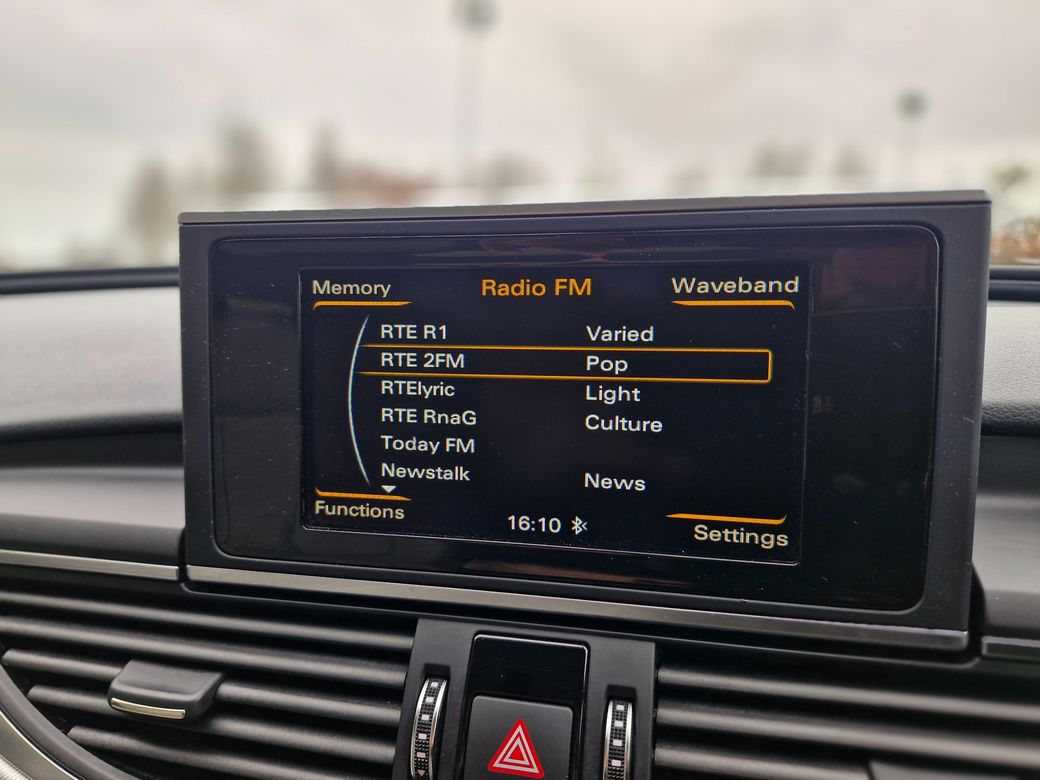 Memory Radio FM Waveband
RTE R1 Varied
RTE 2FM Pop
RTElyric Light
RTE RnaG Culture
Today FM
Newstalk News
Functions 16:10 Settings